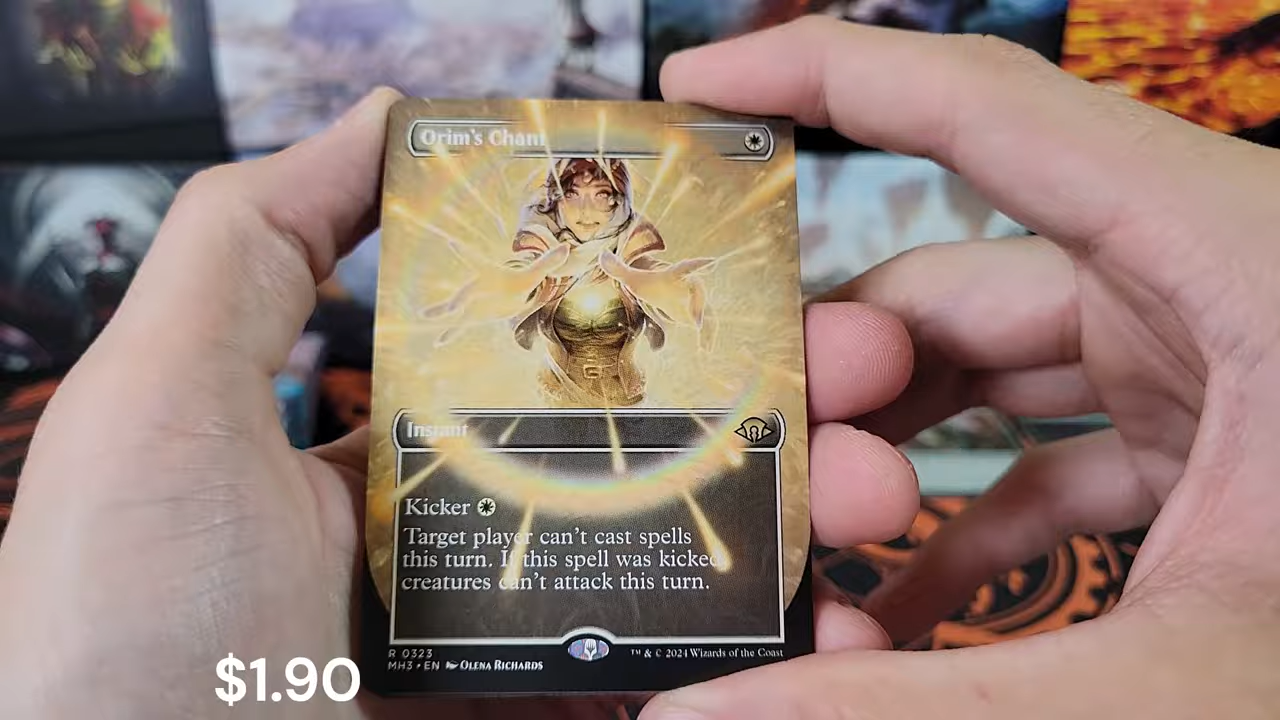 Orim's Chant
Instant
Kicker
Target player can't cast spells
this turn. If this spell was kicked,
creatures can't attack this turn.
R 0323
MH3 • EN Olena Richards
™ & © 2024 Wizards of the Coast
$1.90